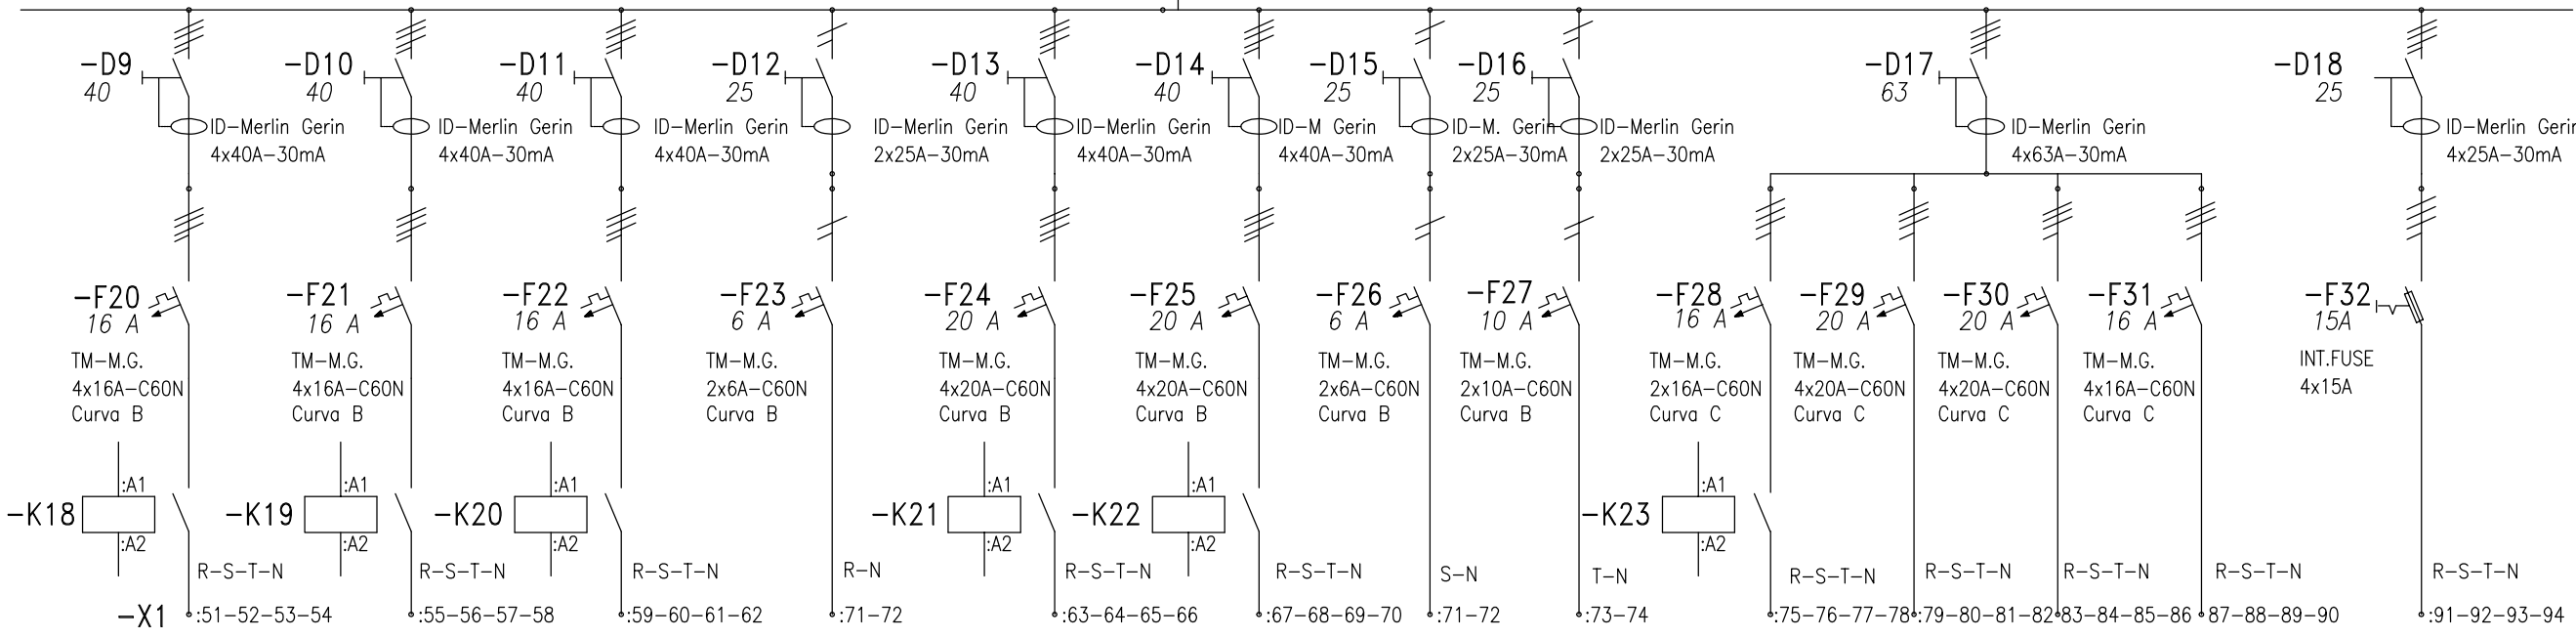 -D9 -D10 -D11 -D12 -D13 -D14 -D15 -D16 -D17 -D18
40 40 40 25 40 40 25 25 63 25
ID-Merlin Gerin ID-Merlin Gerin ID-Merlin Gerin ID-Merlin Gerin ID-Merlin Gerin ID-M Gerin ID-M. Gerin ID-Merlin Gerin ID-Merlin Gerin ID-Merlin Gerin
4x40A-30mA 4x40A-30mA 4x40A-30mA 2x25A-30mA 4x40A-30mA 4x40A-30mA 2x25A-30mA 2x25A-30mA 4x63A-30mA 4x25A-30mA
-F20 -F21 -F22 -F23 -F24 -F25 -F26 -F27 -F28 -F29 -F30 -F31 -F32
16 A 16 A 16 A 6 A 20 A 20 A 6 A 10 A 16 A 20 A 20 A 16 A 15A
TM-M.G. TM-M.G. TM-M.G. TM-M.G. TM-M.G. TM-M.G. TM-M.G. TM-M.G. TM-M.G. TM-M.G. TM-M.G. TM-M.G. INT.FUSE
4x16A-C60N 4x16A-C60N 4x16A-C60N 2x6A-C60N 4x20A-C60N 4x20A-C60N 2x6A-C60N 2x10A-C60N 2x16A-C60N 4x20A-C60N 4x20A-C60N 4x16A-C60N 4x15A
Curva B Curva B Curva B Curva B Curva B Curva B Curva B Curva B Curva C Curva C Curva C Curva C
:A1 :A1 :A1 :A1 :A1 :A1
-K18 -K19 -K20 -K21 -K22 -K23
:A2 :A2 :A2 :A2 :A2 :A2
R-S-T-N R-S-T-N R-S-T-N R-N R-S-T-N R-S-T-N S-N T-N R-S-T-N R-S-T-N R-S-T-N R-S-T-N R-S-T-N
-X1 :51-52-53-54 :55-56-57-58 :59-60-61-62 :71-72 :63-64-65-66 :67-68-69-70 :71-72 :73-74 :75-76-77-78 :79-80-81-82 83-84-85-86 87-88-89-90 :91-92-93-94